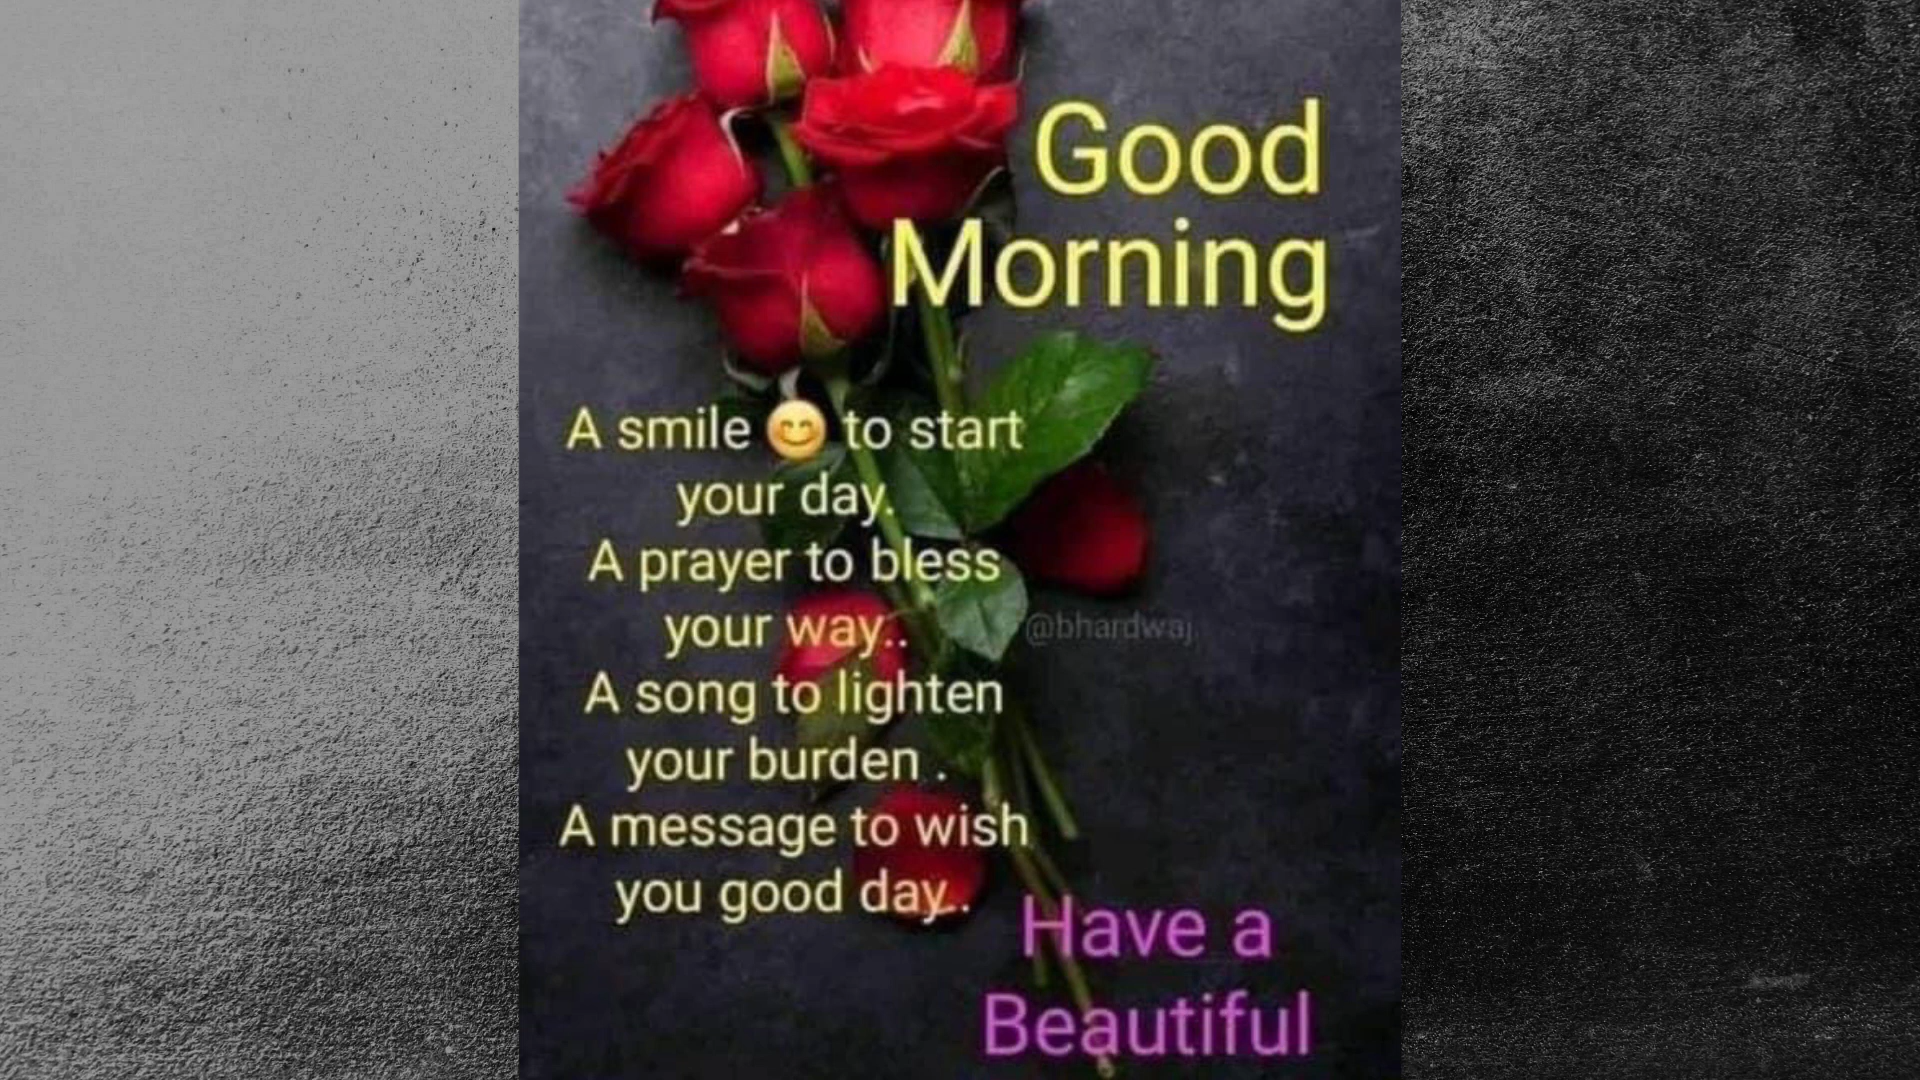 Good
Morning
A smile 😊 to start
your day.
A prayer to bless
your way..
@bhardwaj
A song to lighten
your burden .
A message to wish
you good day..
Have a
Beautiful